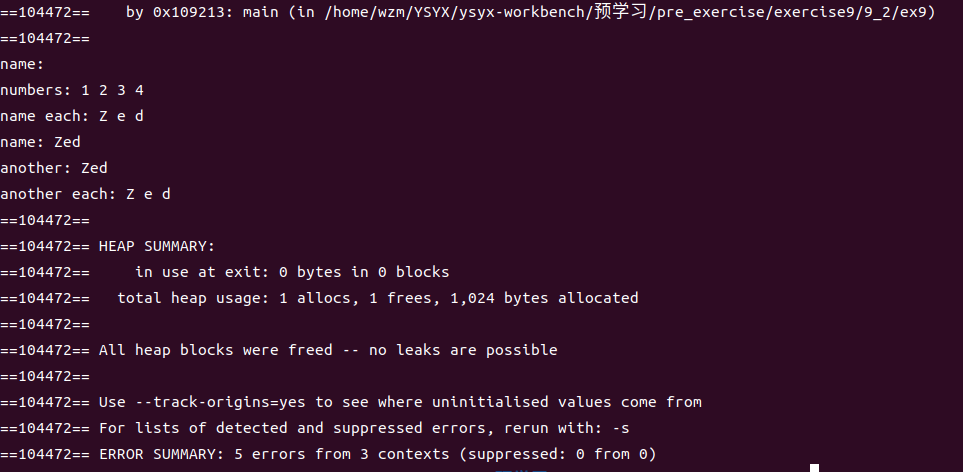 ==104472==    by 0x109213: main (in /home/wzm/YSYX/ysyx-workbench/预学习/pre_exercise/exercise9/9_2/ex9)
==104472==
name:
numbers: 1 2 3 4
name each: Z e d
name: Zed
another: Zed
another each: Z e d
==104472==
==104472== HEAP SUMMARY:
==104472==     in use at exit: 0 bytes in 0 blocks
==104472==   total heap usage: 1 allocs, 1 frees, 1,024 bytes allocated
==104472==
==104472== All heap blocks were freed -- no leaks are possible
==104472==
==104472== Use --track-origins=yes to see where uninitialised values come from
==104472== For lists of detected and suppressed errors, rerun with: -s
==104472== ERROR SUMMARY: 5 errors from 3 contexts (suppressed: 0 from 0)